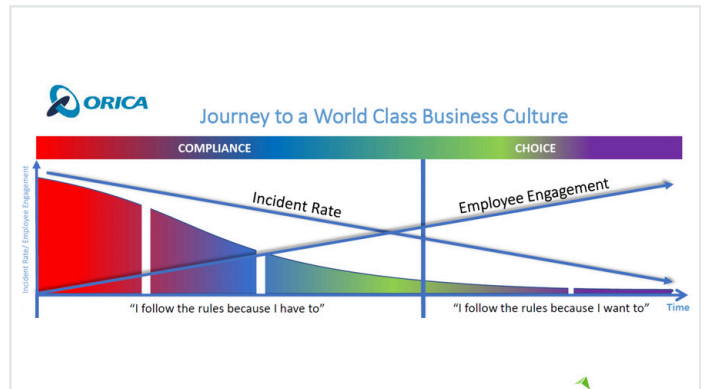 ORICA
Journey to a World Class Business Culture
COMPLIANCE
CHOICE
Incident Rate/ Employee Engagement
Incident Rate
Employee Engagement
"I follow the rules because I have to"
"I follow the rules because I want to"
Time